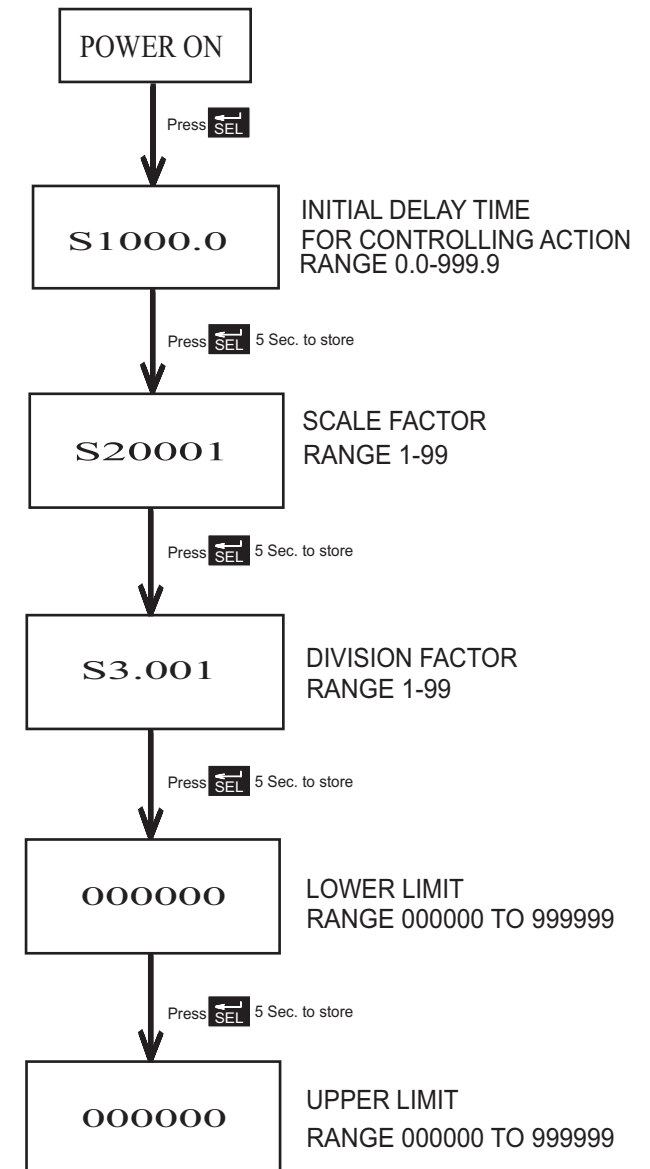 POWER ON
Press SEL
S1000.0
INITIAL DELAY TIME
FOR CONTROLLING ACTION
RANGE 0.0-999.9
Press SEL 5 Sec. to store
S20001
SCALE FACTOR
RANGE 1-99
Press SEL 5 Sec. to store
S3.001
DIVISION FACTOR
RANGE 1-99
Press SEL 5 Sec. to store
000000
LOWER LIMIT
RANGE 000000 TO 999999
Press SEL 5 Sec. to store
000000
UPPER LIMIT
RANGE 000000 TO 999999